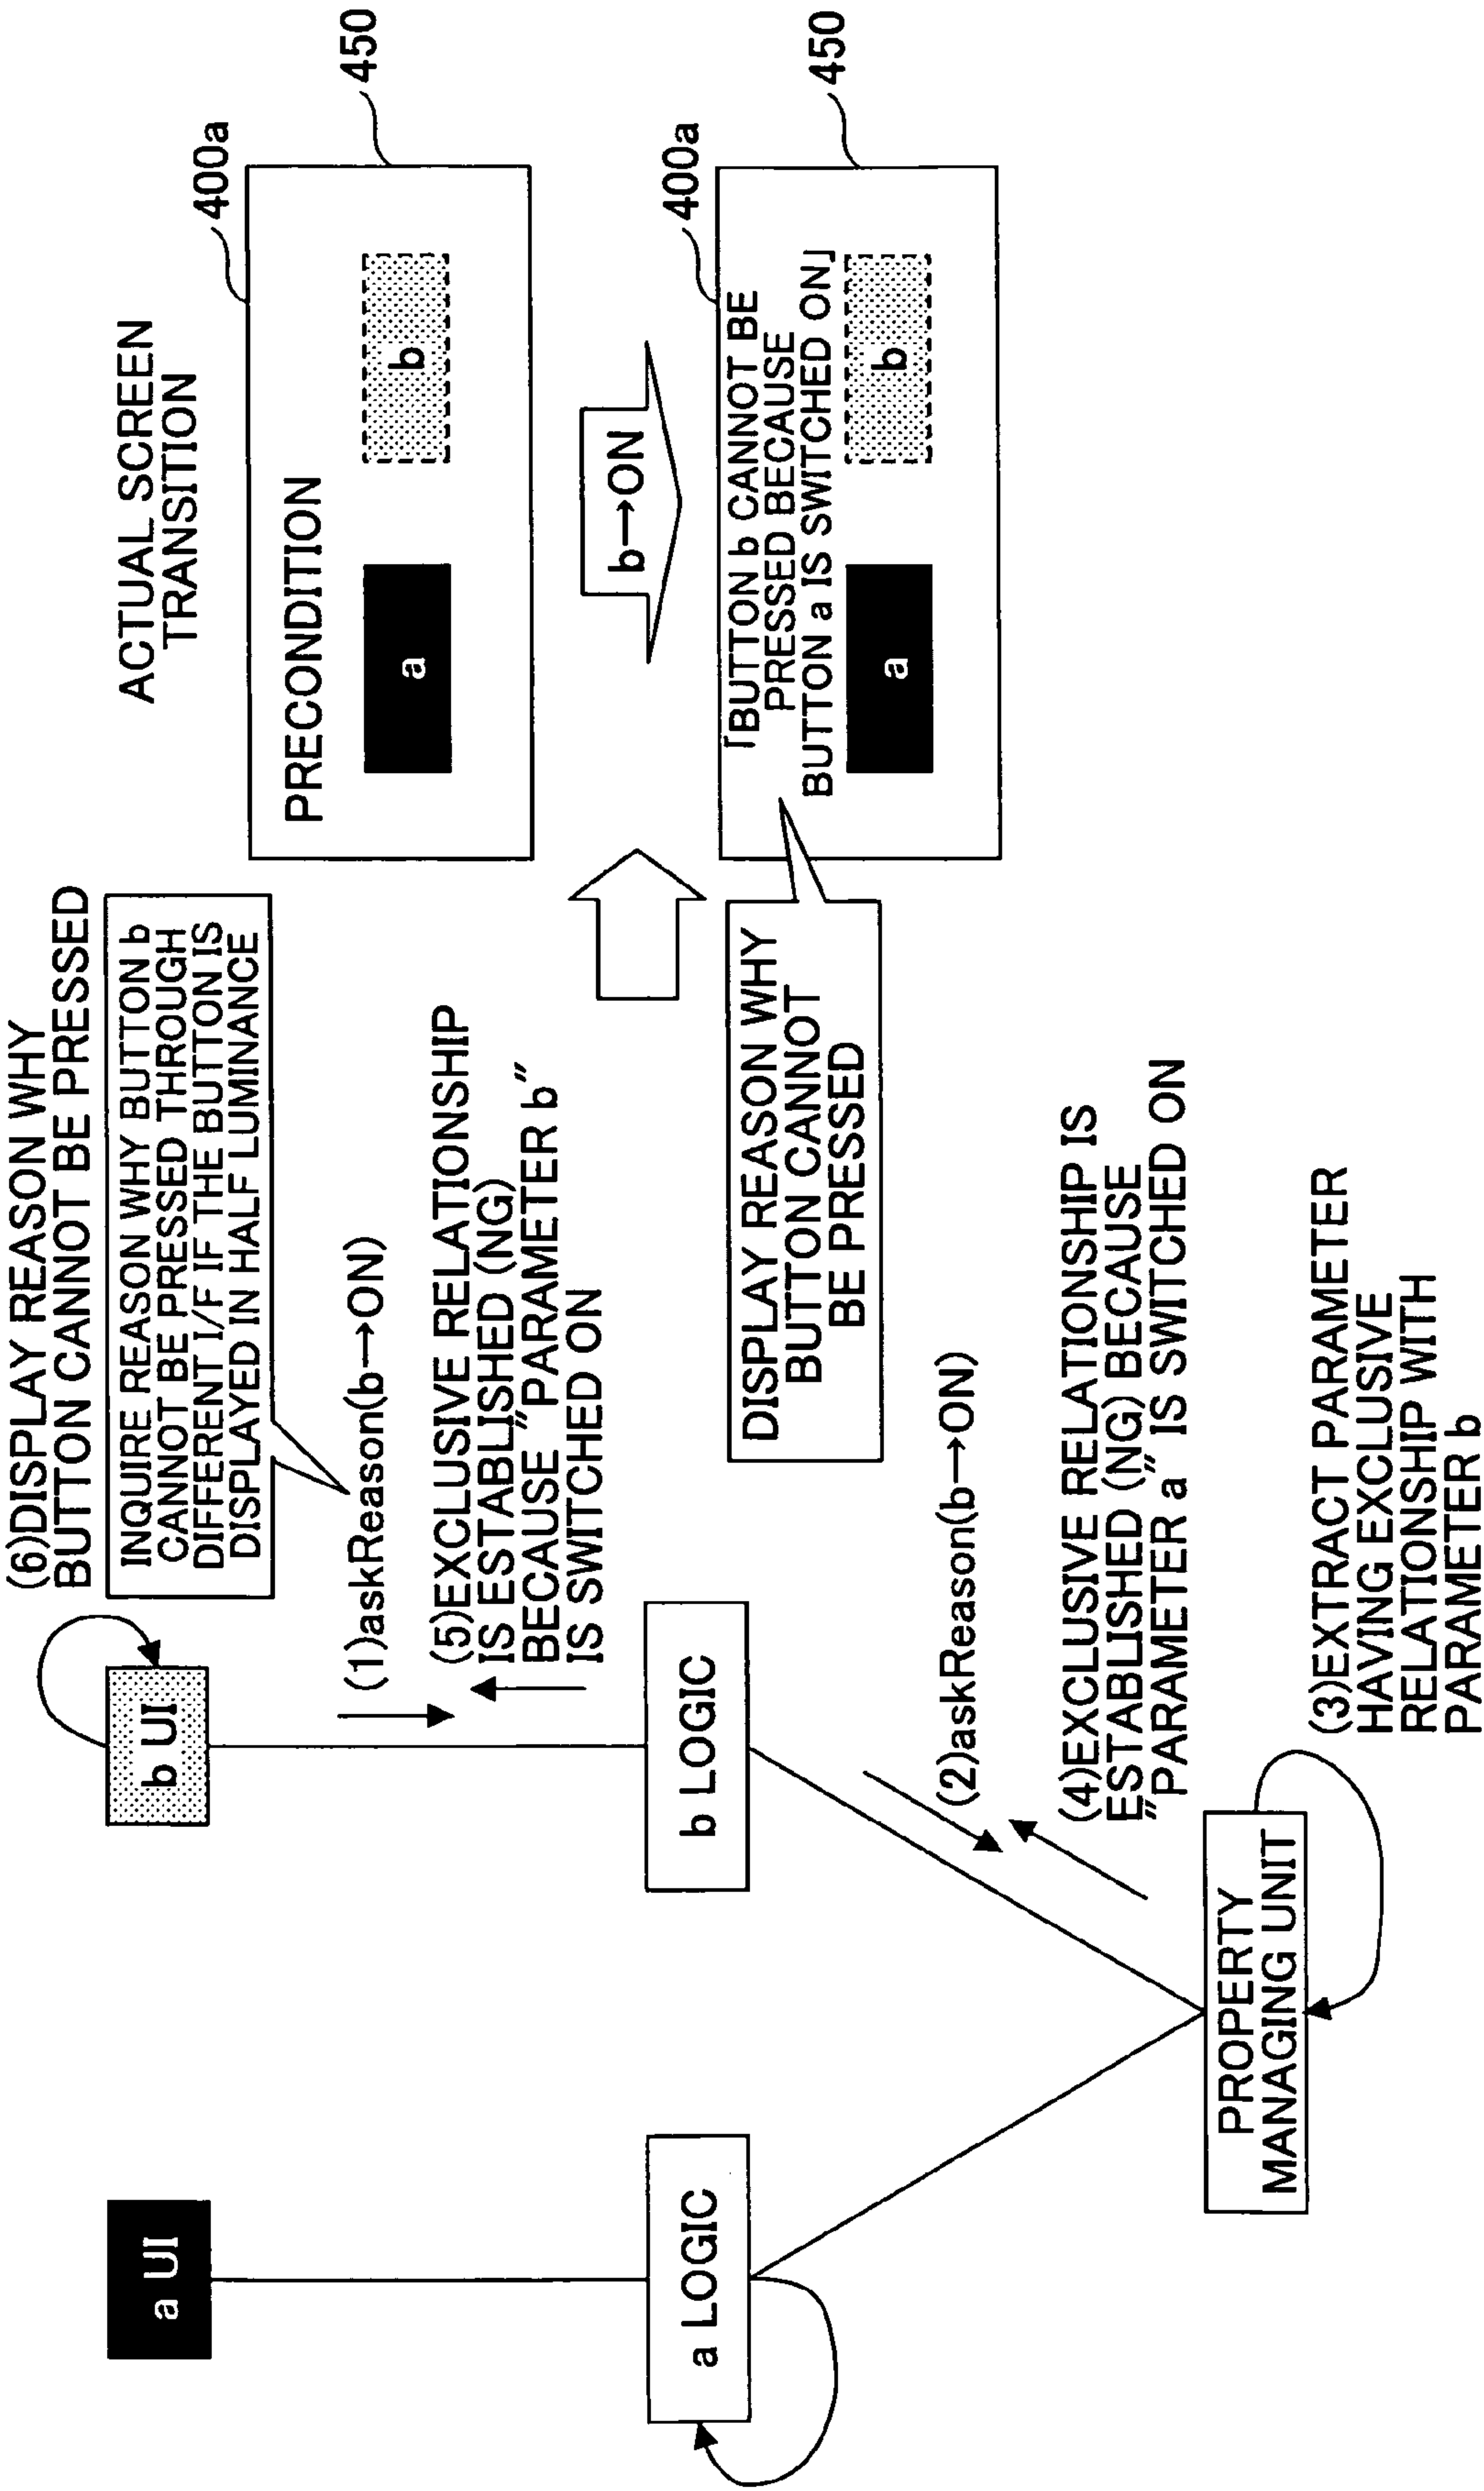 a UI
a LOGIC
PROPERTY
MANAGING UNIT
b UI
b LOGIC
(6)DISPLAY REASON WHY
BUTTON CANNOT BE PRESSED
INQUIRE REASON WHY BUTTON b
CANNOT BE PRESSED THROUGH
DIFFERENT I/F IF THE BUTTON IS
DISPLAYED IN HALF LUMINANCE
(1)askReason(b→ON)
(5)EXCLUSIVE RELATIONSHIP
IS ESTABLISHED (NG)
BECAUSE "PARAMETER b"
IS SWITCHED ON
(2)askReason(b→ON)
(4)EXCLUSIVE RELATIONSHIP IS
ESTABLISHED (NG) BECAUSE
"PARAMETER a" IS SWITCHED ON
(3)EXTRACT PARAMETER
HAVING EXCLUSIVE
RELATIONSHIP WITH
PARAMETER b
DISPLAY REASON WHY
BUTTON CANNOT
BE PRESSED
ACTUAL SCREEN
TRANSITION
400a
PRECONDITION
450
a
b
b→ON
400a
「BUTTON b CANNOT BE
PRESSED BECAUSE
BUTTON a IS SWITCHED ON」
450
a
b